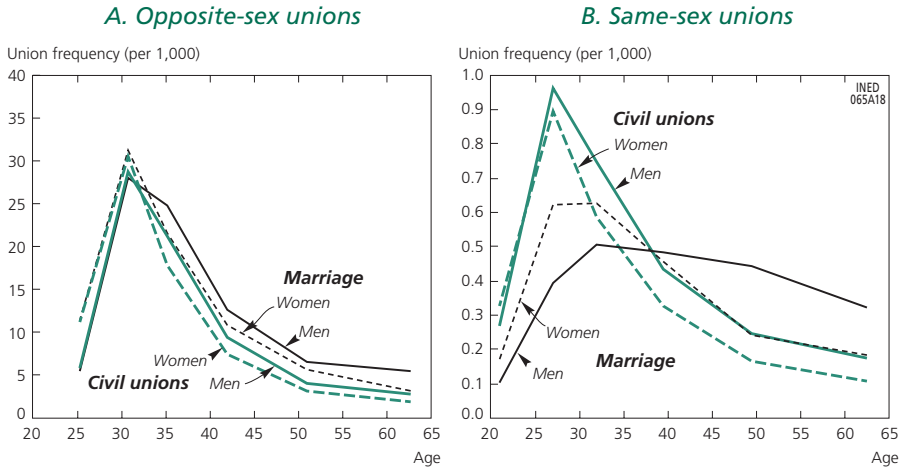 A. Opposite-sex unions
Union frequency (per 1,000)
40
35
30
25
20
15
10
5
0
20 25 30 35 40 45 50 55 60 65
Age
Marriage
Women
Men
Women
Civil unions
Men
B. Same-sex unions
Union frequency (per 1,000)
1.0
0.9
0.8
0.7
0.6
0.5
0.4
0.3
0.2
0.1
0.0
20 25 30 35 40 45 50 55 60 65
Age
INED
065A18
Civil unions
Women
Men
Women
Marriage
Men